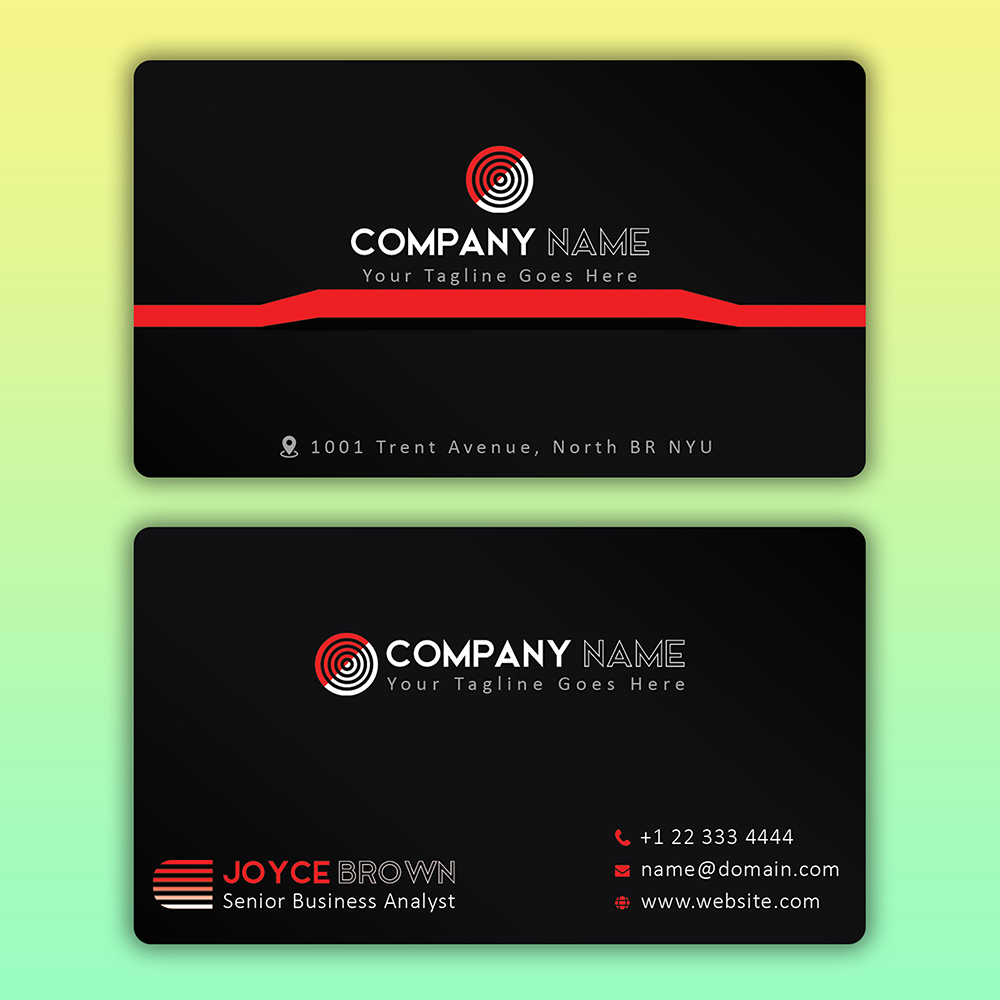 COMPANY NAME
Your Tagline Goes Here
1001 Trent Avenue, North BR NYU
COMPANY NAME
Your Tagline Goes Here
JOYCE BROWN
Senior Business Analyst
+1 22 333 4444
name@domain.com
www.website.com